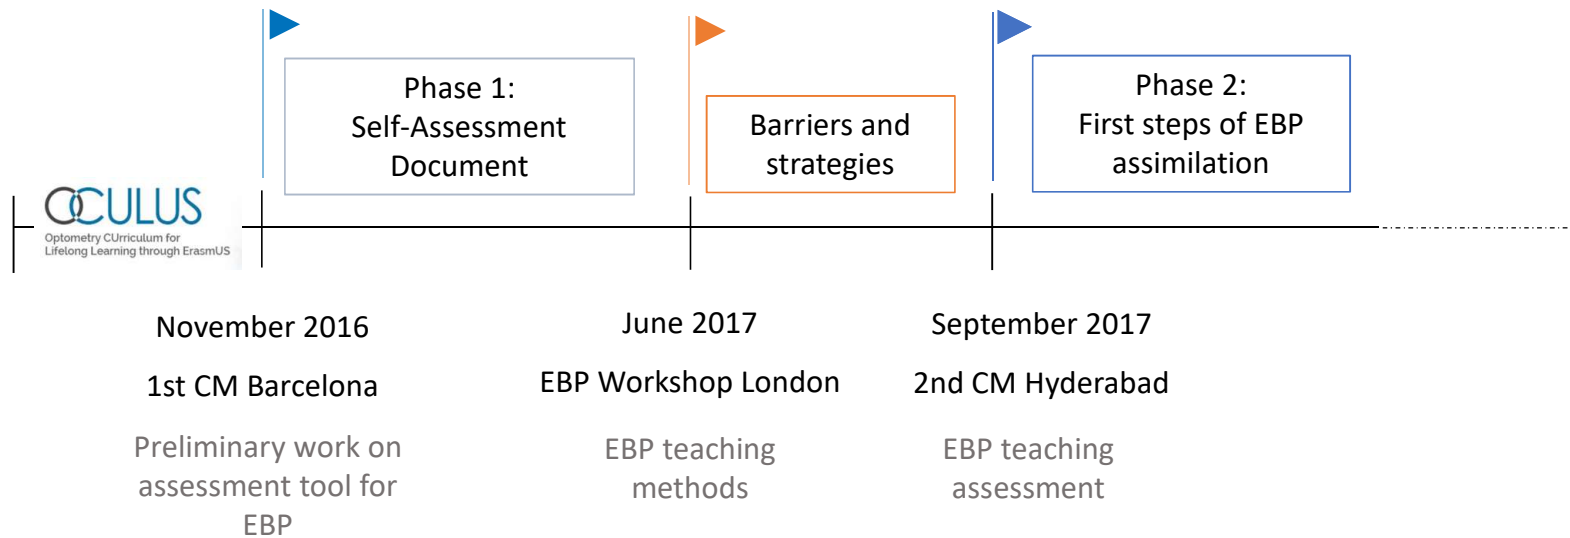 Phase 1:
Self-Assessment
Document
Barriers and
strategies
Phase 2:
First steps of EBP
assimilation
OCULUS
Optometry CUrriculum for
Lifelong Learning through ErasmUS
November 2016
1st CM Barcelona
Preliminary work on
assessment tool for
EBP
June 2017
EBP Workshop London
EBP teaching
methods
September 2017
2nd CM Hyderabad
EBP teaching
assessment